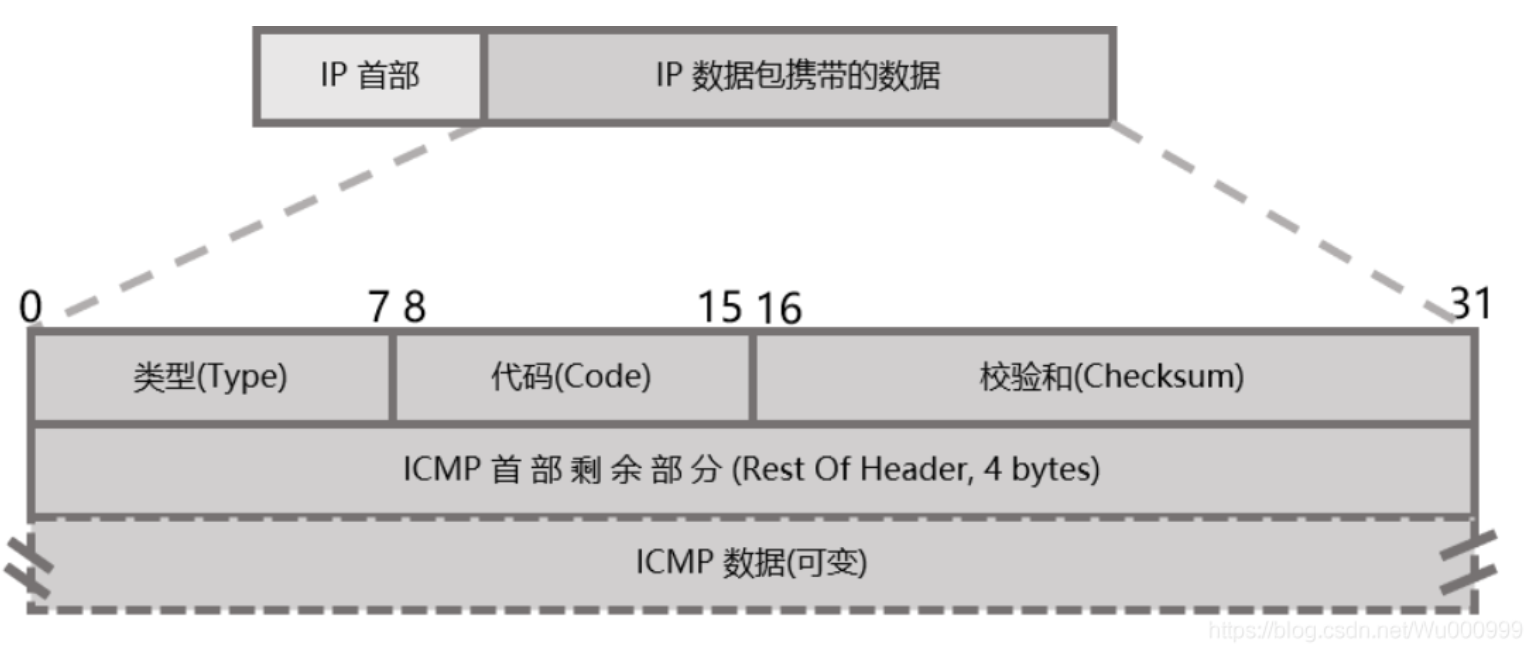 IP 首部 IP 数据包携带的数据
0 7 8 15 16 31
类型(Type) 代码(Code) 校验和(Checksum)
ICMP 首 部 剩 余 部 分 (Rest Of Header, 4 bytes)
ICMP 数据(可变)
https://blog.csdn.net/Wu000999